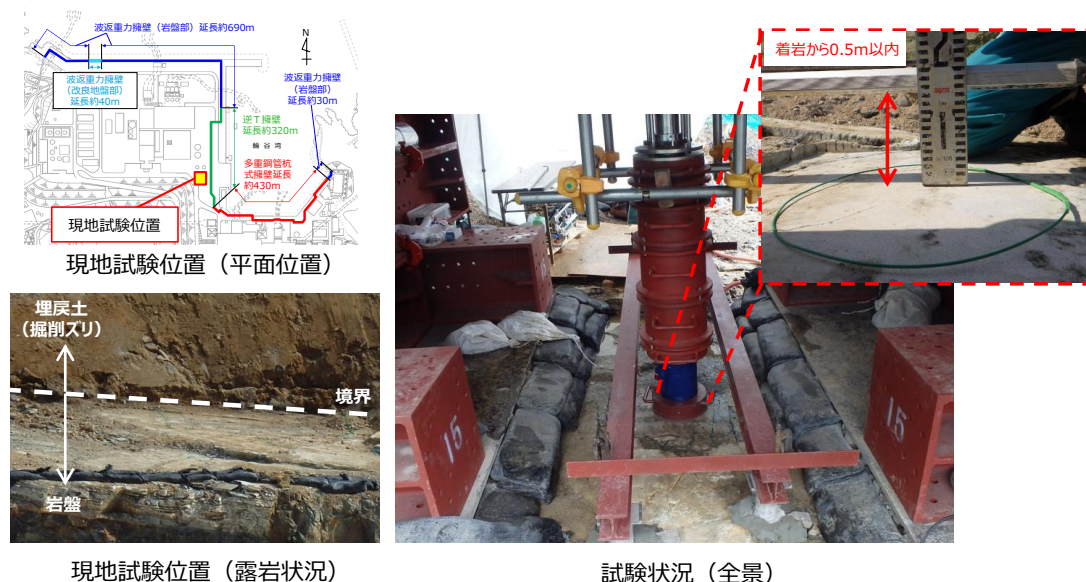 波返重力擁壁（岩盤部）延長約690m
波返重力擁壁
（改良地盤部）
延長約40m
N
波返重力擁壁
（岩盤部）
延長約30m
逆T擁壁
延長約320m
輪谷湾
多重鋼管杭
式擁壁延長
約430m
現地試験位置
現地試験位置（平面位置）
埋戻土
（掘削ズリ）
境界
岩盤
現地試験位置（露岩状況）
着岩から0.5m以内
15
15
試験状況（全景）